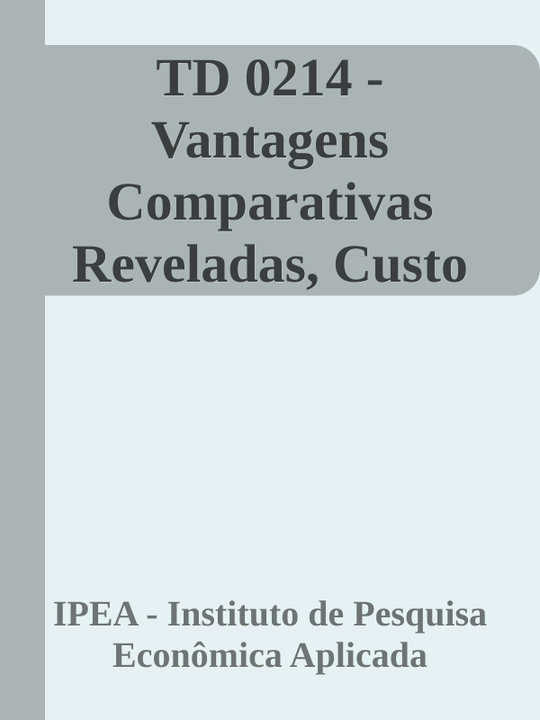 TD 0214 -
Vantagens
Comparativas
Reveladas, Custo
IPEA - Instituto de Pesquisa
Econômica Aplicada